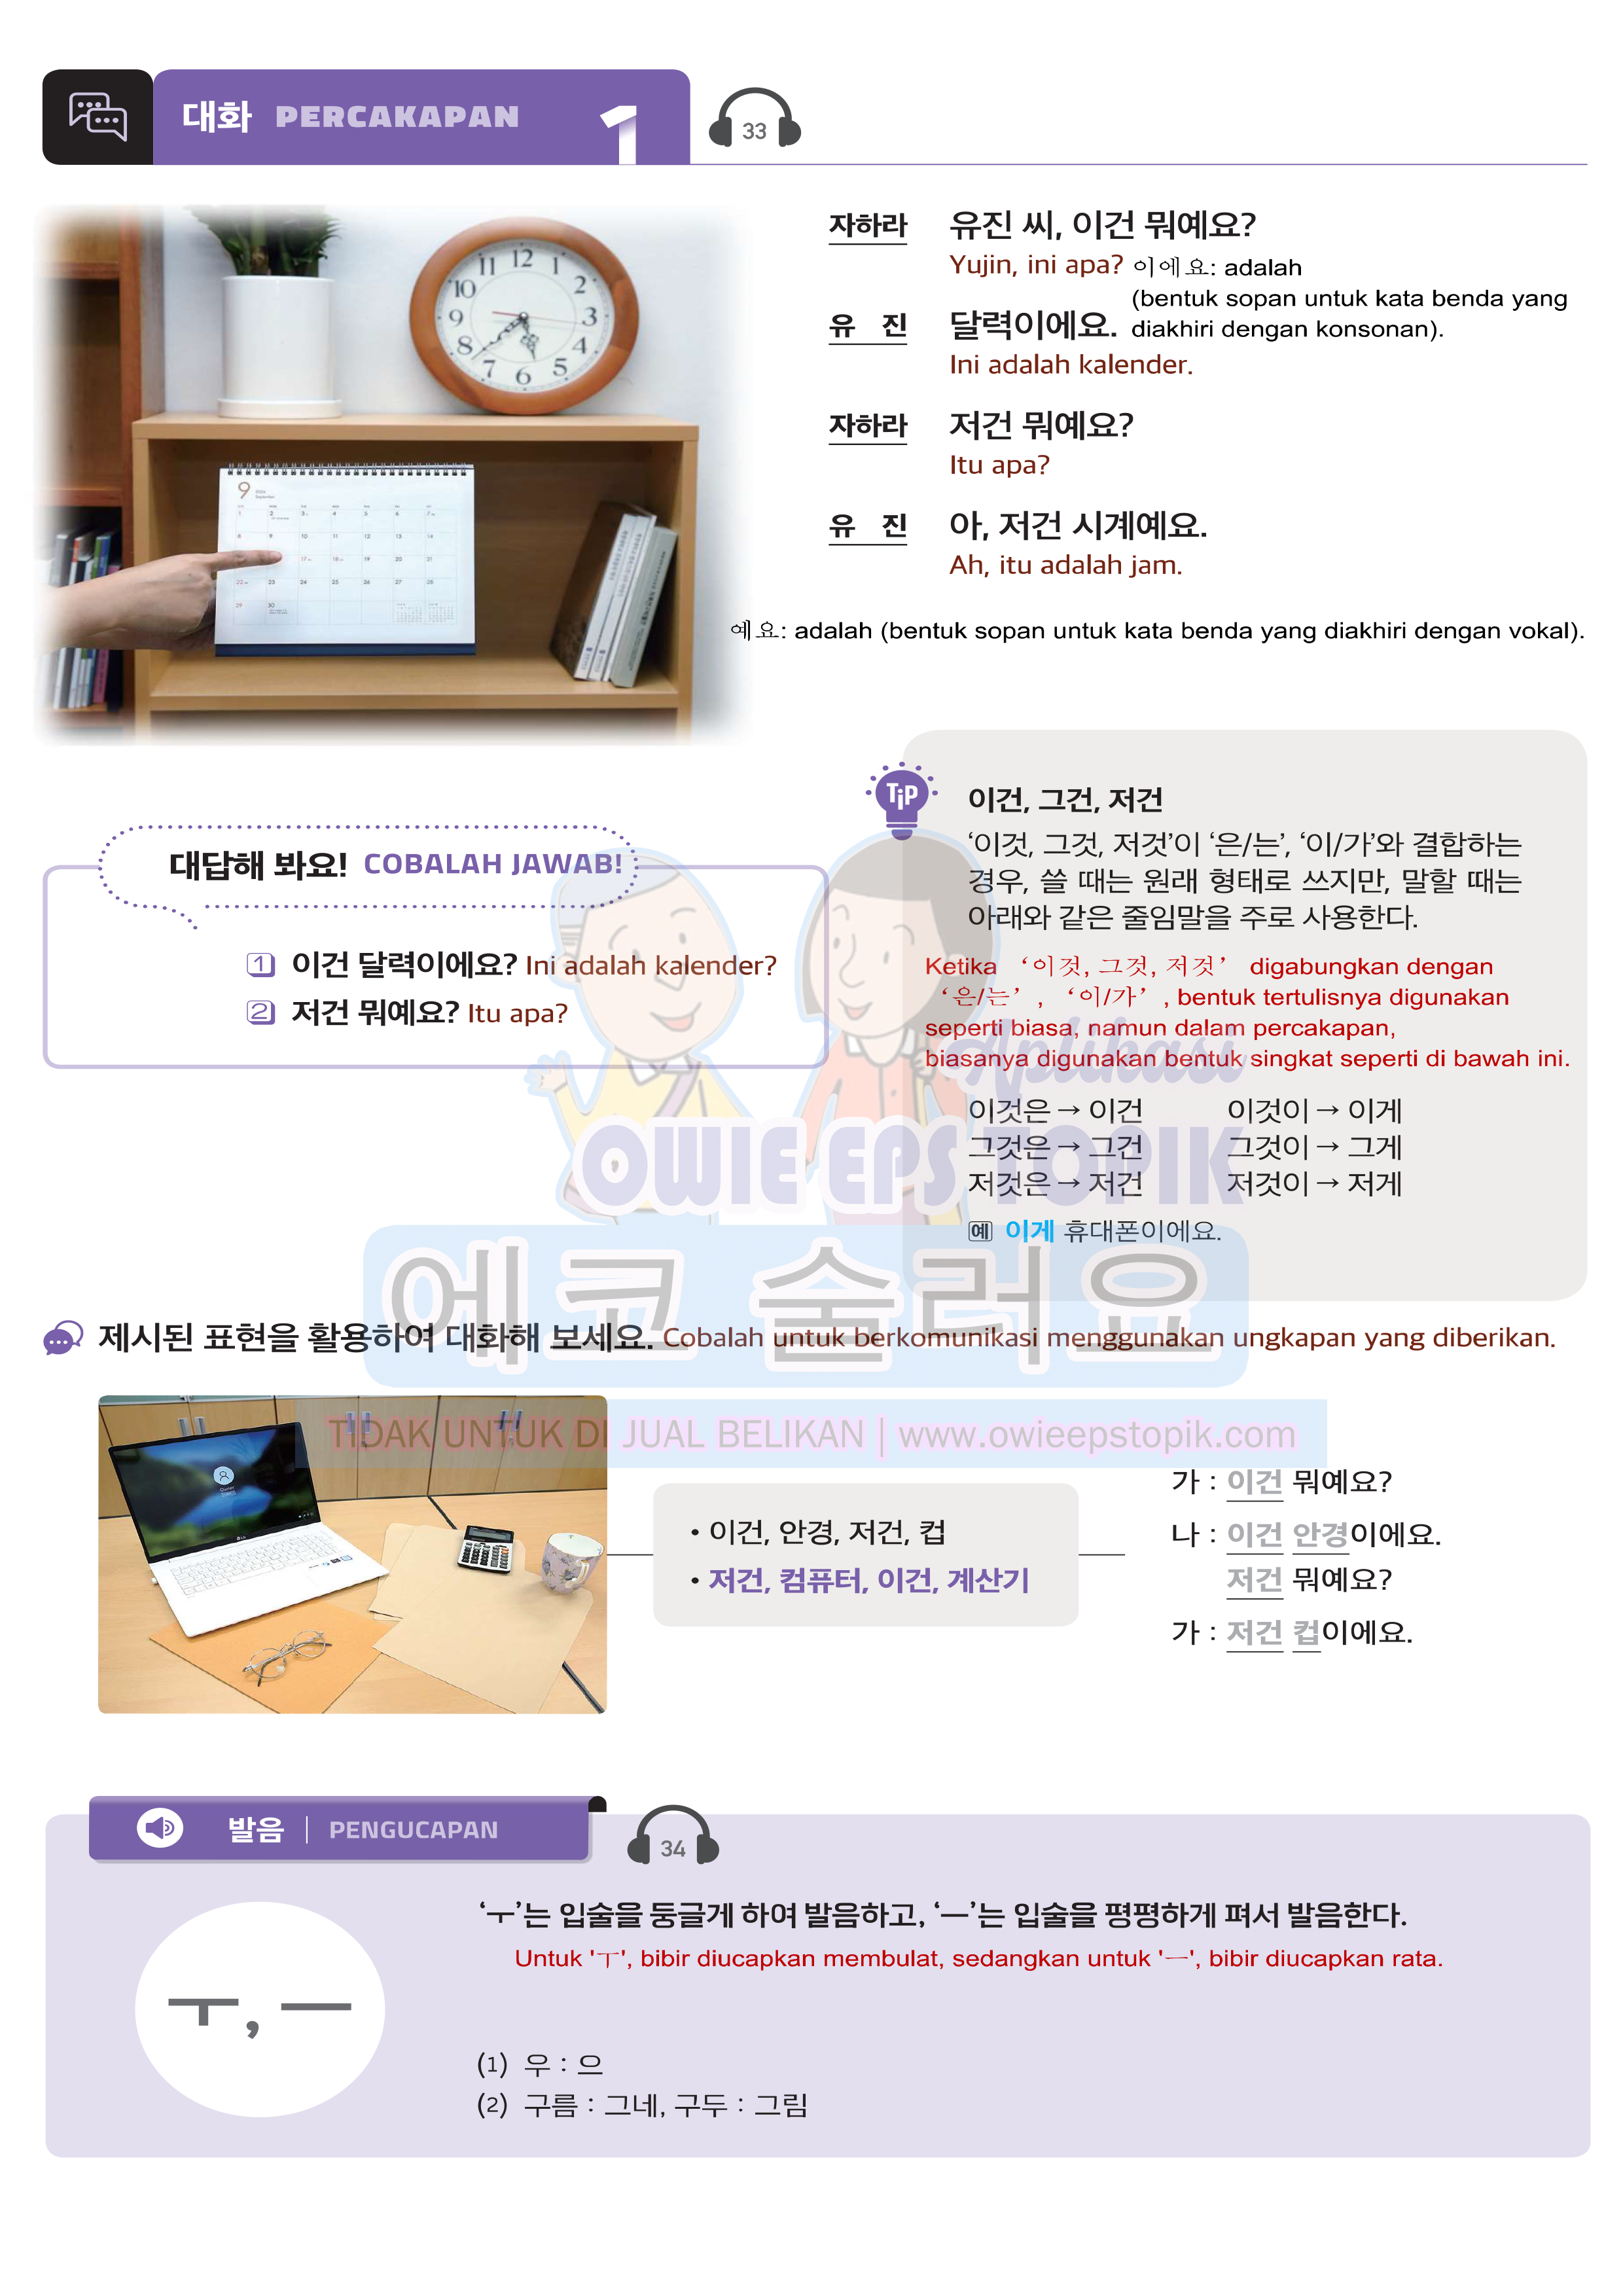 대화 PERCAKAPAN 1
33
자하라 유진 씨, 이건 뭐예요?
Yujin, ini apa?
이에요: adalah
(bentuk sopan untuk kata benda yang
diakhiri dengan konsonan).
유 진 달력이에요.
Ini adalah kalender.
자하라 저건 뭐예요?
Itu apa?
유 진 아, 저건 시계예요.
Ah, itu adalah jam.
예요: adalah (bentuk sopan untuk kata benda yang diakhiri dengan vokal).
대답해 봐요! COBALAH JAWAB!
1 이건 달력이에요? Ini adalah kalender?
2 저건 뭐예요? Itu apa?
TiP
이건, 그건, 저건
‘이것, 그것, 저것’이 ‘은/는’, ‘이/가’와 결합하는
경우, 쓸 때는 원래 형태로 쓰지만, 말할 때는
아래와 같은 줄임말을 주로 사용한다.
Ketika ‘이것, 그것, 저것’ digabungkan dengan
‘은/는’, ‘이/가’, bentuk tertulisnya digunakan
seperti biasa, namun dalam percakapan,
biasanya digunakan bentuk singkat seperti di bawah ini.
이것은 → 이건 이것이 → 이게
그것은 → 그건 그것이 → 그게
저것은 → 저건 저것이 → 저게
예 이게 휴대폰이에요.
Aplikasi
OWIE EPS TOPIK
에코 술러요
TIDAK UNTUK DI JUAL BELIKAN | www.owieepstopik.com
제시된 표현을 활용하여 대화해 보세요. Cobalah untuk berkomunikasi menggunakan ungkapan yang diberikan.
• 이건, 안경, 저건, 컵
• 저건, 컴퓨터, 이건, 계산기
가 : 이건 뭐예요?
나 : 이건 안경이에요.
저건 뭐예요?
가 : 저건 컵이에요.
발음 | PENGUCAPAN
34
ㅜ, ㅡ
‘ㅜ’는 입술을 둥글게 하여 발음하고, ‘ㅡ’는 입술을 평평하게 펴서 발음한다.
Untuk 'ㅜ', bibir diucapkan membulat, sedangkan untuk 'ㅡ', bibir diucapkan rata.
(1) 우 : 으
(2) 구름 : 그네, 구두 : 그림